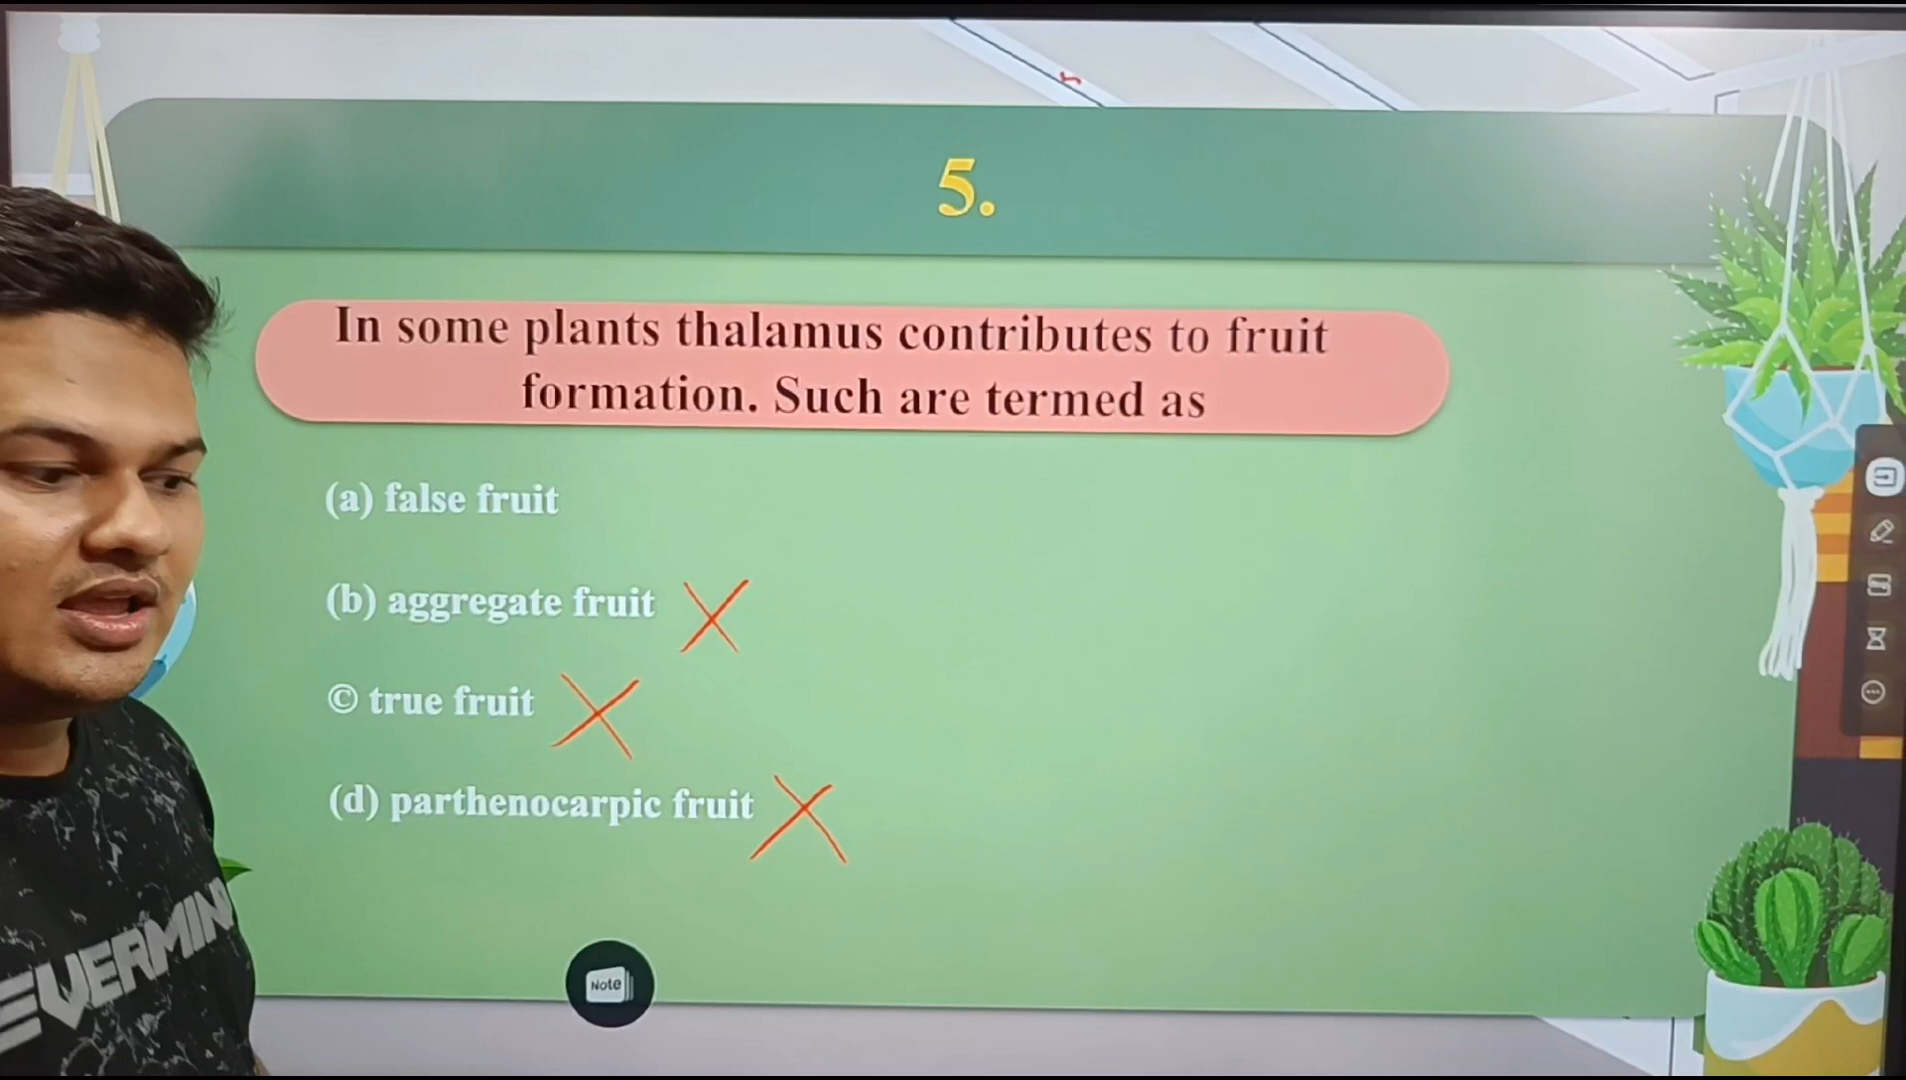 5.
In some plants thalamus contributes to fruit
formation. Such are termed as
(a) false fruit
(b) aggregate fruit
© true fruit
(d) parthenocarpic fruit
Note
EVERMIN